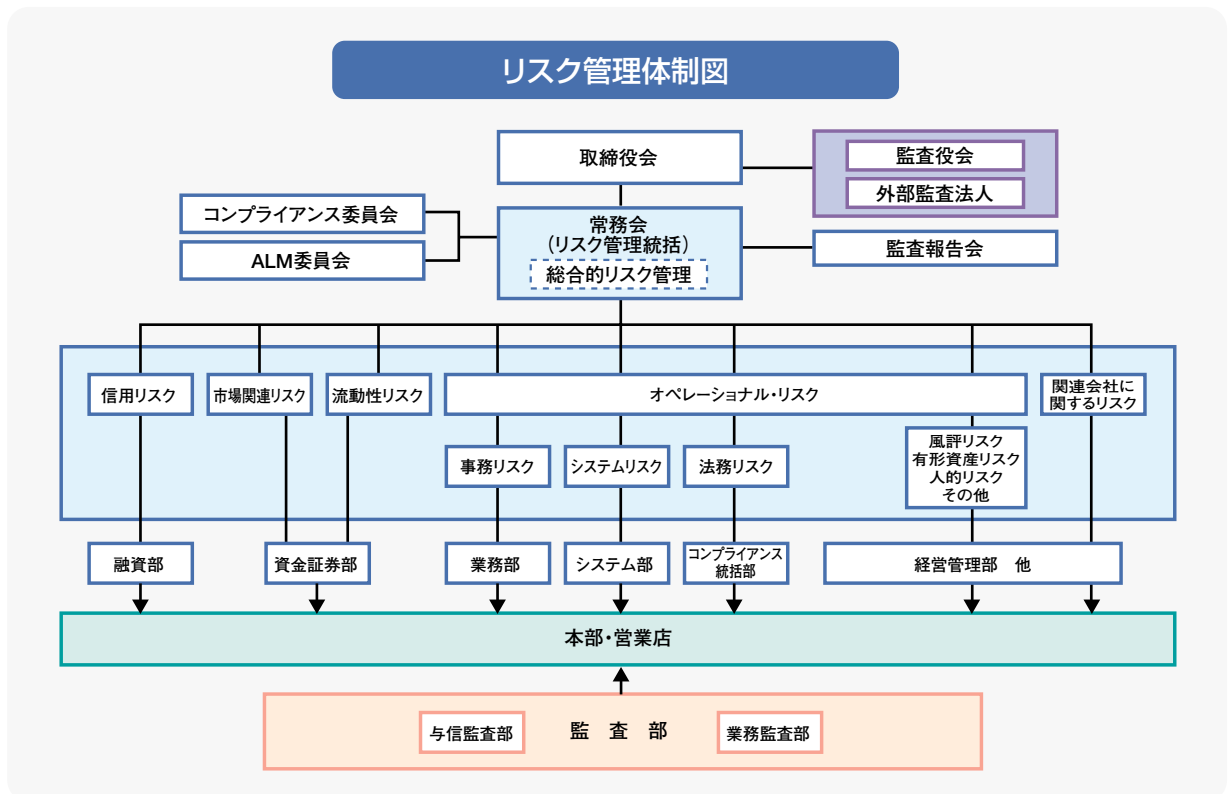 リスク管理体制図
取締役会
監査役会
外部監査法人
コンプライアンス委員会
ALM委員会
常務会
(リスク管理統括)
総合的リスク管理
監査報告会
信用リスク
市場関連リスク
流動性リスク
オペレーショナル・リスク
関連会社に
関するリスク
事務リスク
システムリスク
法務リスク
風評リスク
有形資産リスク
人的リスク
その他
融資部
資金証券部
業務部
システム部
コンプライアンス
統括部
経営管理部 他
本部・営業店
与信監査部
監 査 部
業務監査部